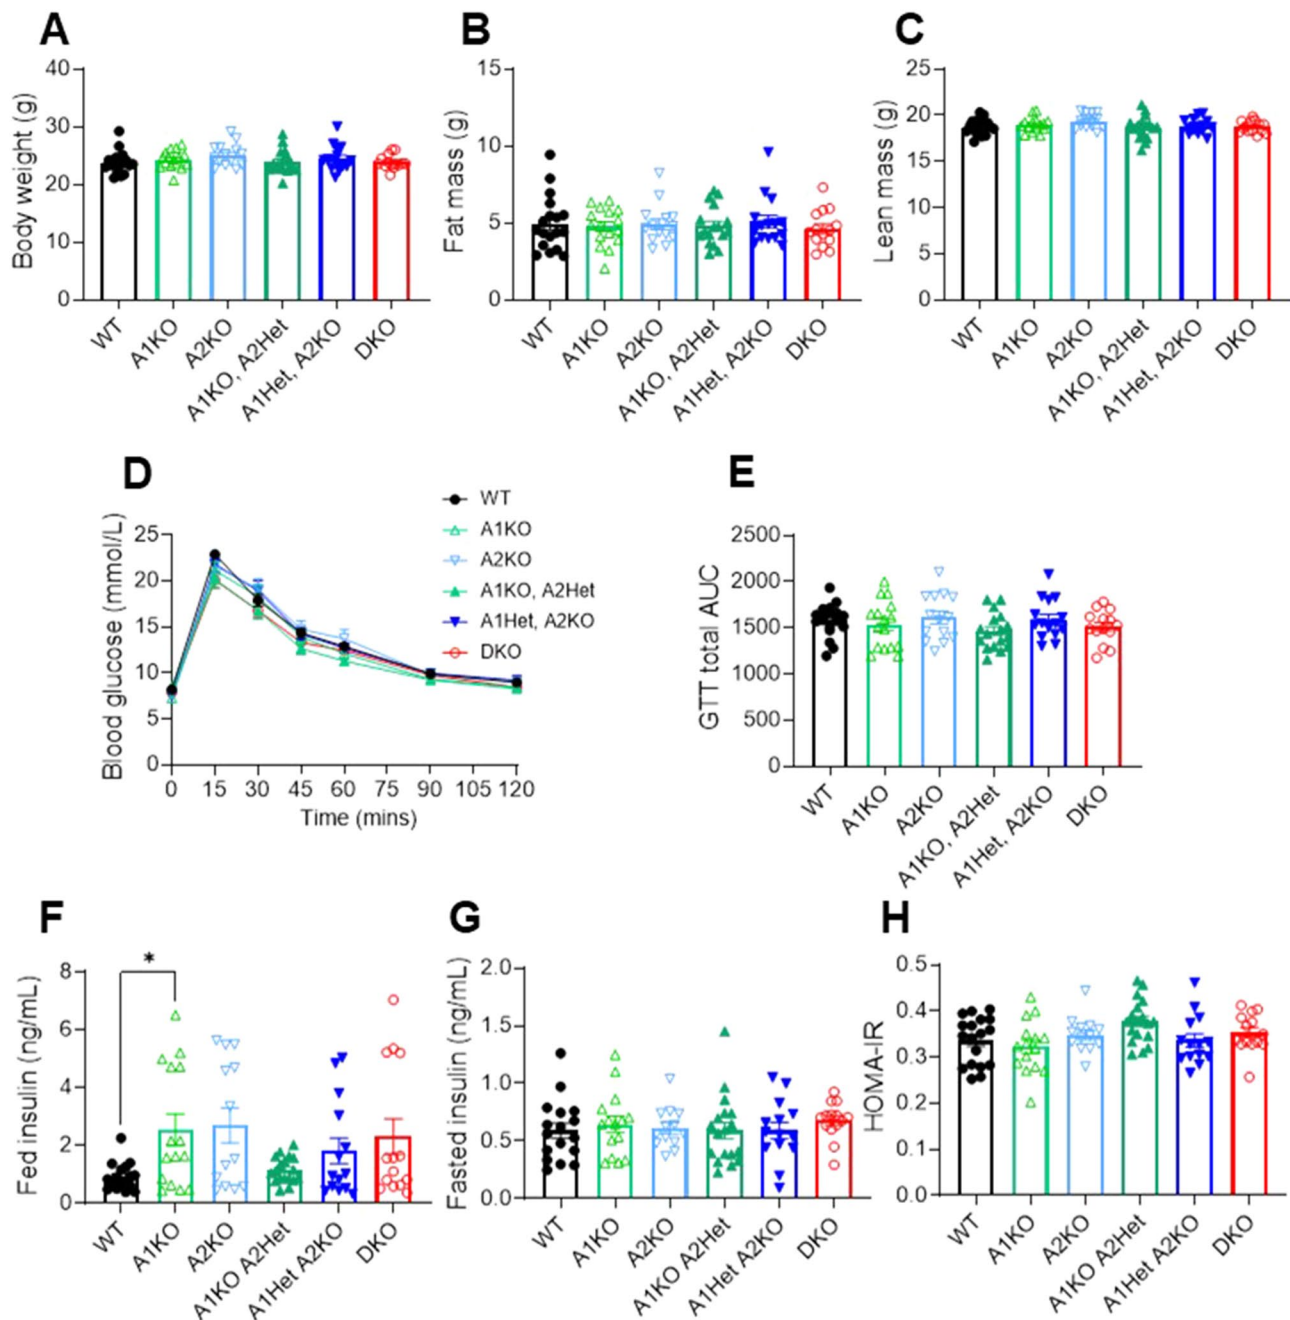 A
Body weight (g)
40
30
20
10
0
WT
A1KO
A2KO
A1KO, A2Het
A1Het, A2KO
DKO
B
Fat mass (g)
15
10
5
0
WT
A1KO
A2KO
A1KO, A2Het
A1Het, A2KO
DKO
C
Lean mass (g)
25
20
15
10
5
0
WT
A1KO
A2KO
A1KO, A2Het
A1Het, A2KO
DKO
D
Blood glucose (mmol/L)
25
20
15
10
5
0
0 15 30 45 60 75 90 105 120
Time (mins)
WT
A1KO
A2KO
A1KO, A2Het
A1Het, A2KO
DKO
E
GTT total AUC
2500
2000
1500
1000
500
0
WT
A1KO
A2KO
A1KO, A2Het
A1Het, A2KO
DKO
F
Fed insulin (ng/mL)
8
6
4
2
0
*
WT
A1KO
A2KO
A1KO A2Het
A1Het A2KO
DKO
G
Fasted insulin (ng/mL)
2.0
1.5
1.0
0.5
0.0
WT
A1KO
A2KO
A1KO A2Het
A1Het A2KO
DKO
H
HOMA-IR
0.5
0.4
0.3
0.2
0.1
0.0
WT
A1KO
A2KO
A1KO A2Het
A1Het A2KO
DKO